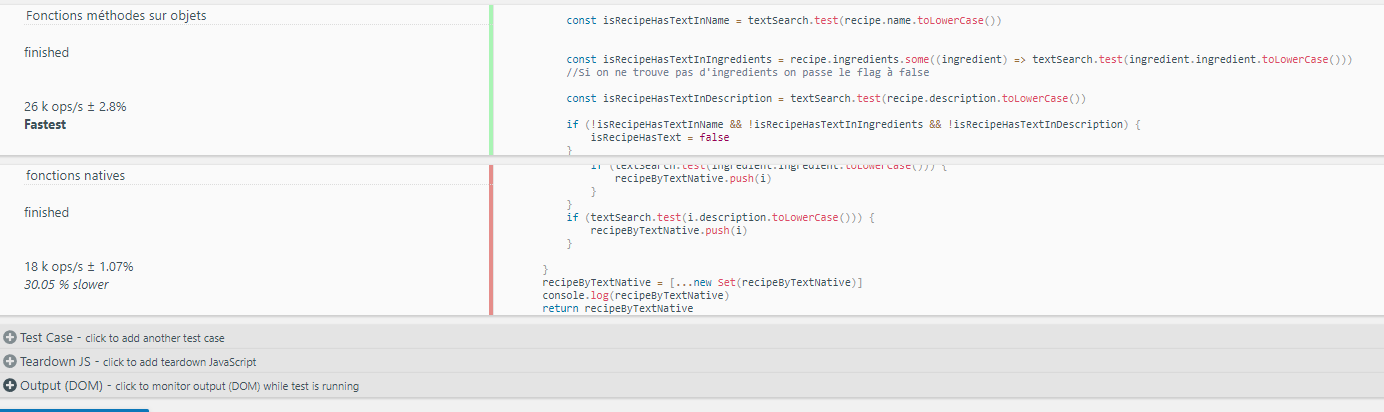 Fonctions méthodes sur objets
finished
26 k ops/s ± 2.8%
Fastest
const isRecipeHasTextInName = textSearch.test(recipe.name.toLowerCase())
const isRecipeHasTextInIngredients = recipe.ingredients.some((ingredient) => textSearch.test(ingredient.ingredient.toLowerCase()))
//Si on ne trouve pas d'ingredients on passe le flag à false
const isRecipeHasTextInDescription = textSearch.test(recipe.description.toLowerCase())
if (!isRecipeHasTextInName && !isRecipeHasTextInIngredients && !isRecipeHasTextInDescription) {
isRecipeHasText = false
}
fonctions natives
finished
18 k ops/s ± 1.07%
30.05 % slower
if (textSearch.test(ingredient.ingredient.toLowerCase())) {
recipeByTextNative.push(i)
}
}
if (textSearch.test(i.description.toLowerCase())) {
recipeByTextNative.push(i)
}
}
recipeByTextNative = [...new Set(recipeByTextNative)]
console.log(recipeByTextNative)
return recipeByTextNative
Test Case - click to add another test case
Teardown JS - click to add teardown JavaScript
Output (DOM) - click to monitor output (DOM) while test is running